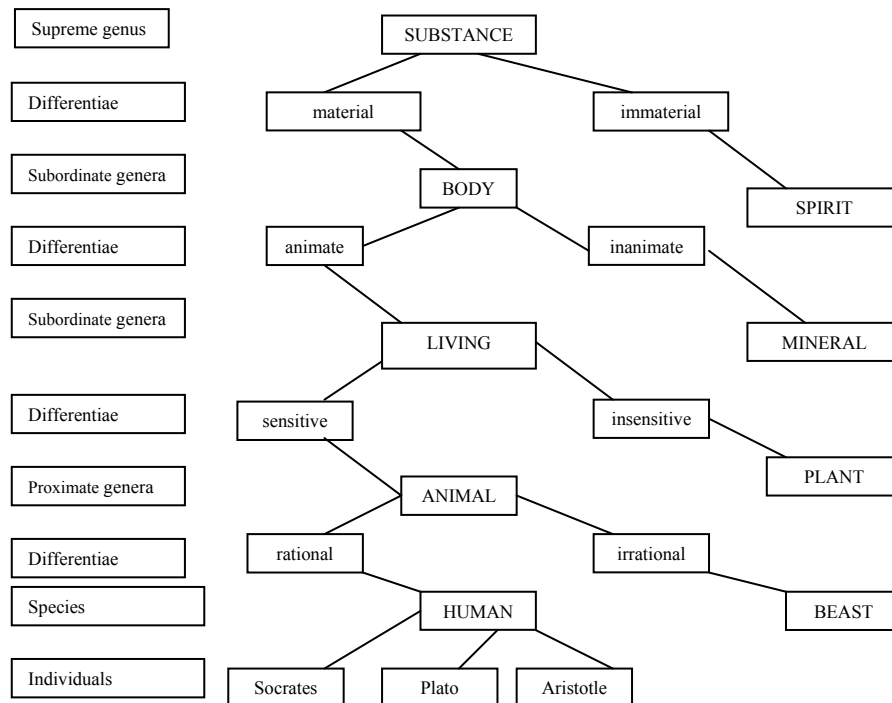 Supreme genus
SUBSTANCE
Differentiae
material
immaterial
Subordinate genera
BODY
SPIRIT
Differentiae
animate
inanimate
Subordinate genera
LIVING
MINERAL
Differentiae
sensitive
insensitive
Proximate genera
ANIMAL
PLANT
Differentiae
rational
irrational
Species
HUMAN
BEAST
Individuals
Socrates
Plato
Aristotle